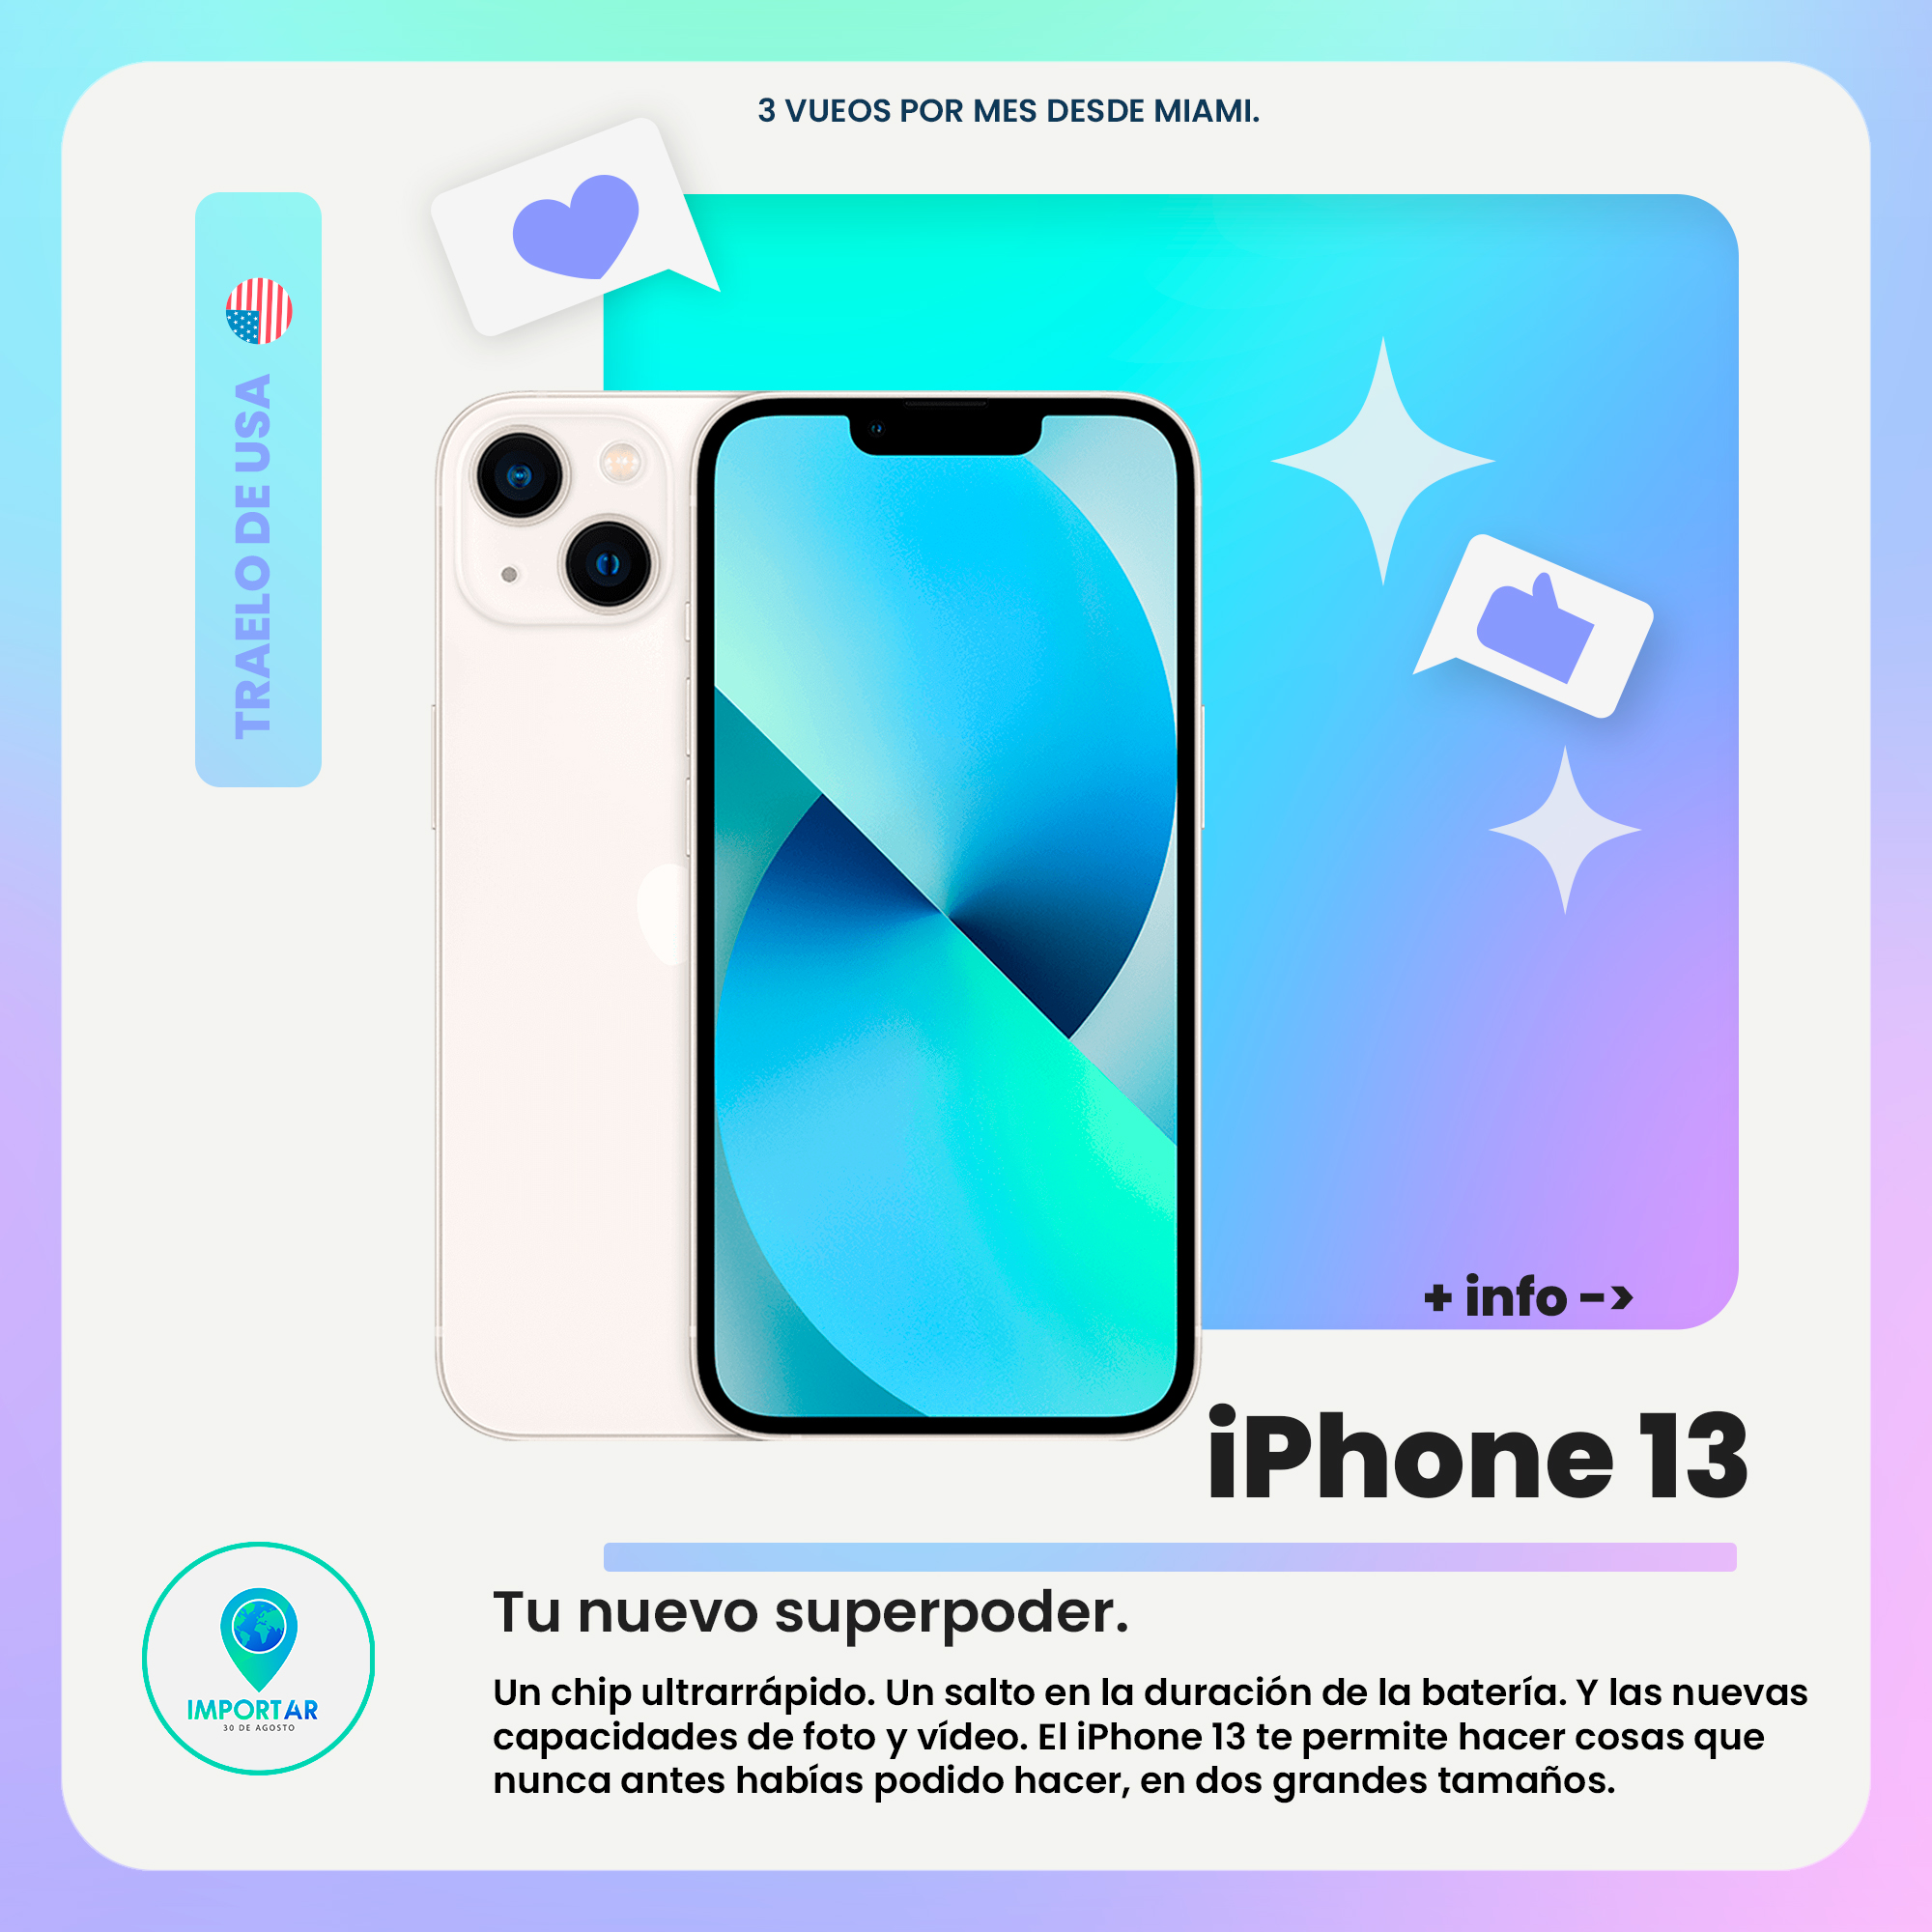 3 VUEOS POR MES DESDE MIAMI.
TRAELO DE USA
+ info ->
iPhone 13
Tu nuevo superpoder.
Un chip ultrarrápido. Un salto en la duración de la batería. Y las nuevas
capacidades de foto y vídeo. El iPhone 13 te permite hacer cosas que
nunca antes habías podido hacer, en dos grandes tamaños.
IMPORTAR
30 DE AGOSTO